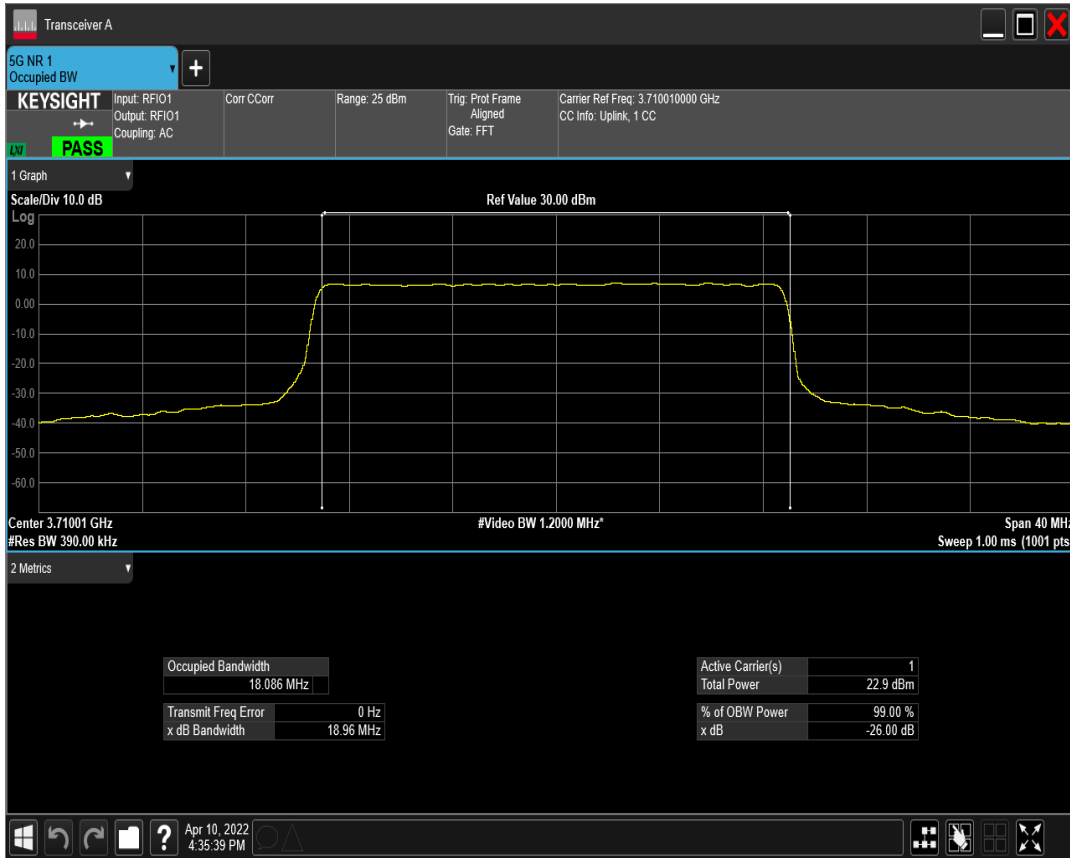 Transceiver A
5G NR 1
Occupied BW
+
KEYSIGHT
LXI
PASS
Input: RFIO1
Output: RFIO1
Coupling: AC
Corr CCorr
Range: 25 dBm
Trig: Prot Frame
Aligned
Gate: FFT
Carrier Ref Freq: 3.710010000 GHz
CC Info: Uplink, 1 CC
1 Graph
Scale/Div 10.0 dB
Ref Value 30.00 dBm
Log
20.0
10.0
0.00
-10.0
-20.0
-30.0
-40.0
-50.0
-60.0
Center 3.71001 GHz
#Video BW 1.2000 MHz*
Span 40 MHz
#Res BW 390.00 kHz
Sweep 1.00 ms (1001 pts
2 Metrics
Occupied Bandwidth
18.086 MHz
Transmit Freq Error 0 Hz
x dB Bandwidth 18.96 MHz
Active Carrier(s) 1
Total Power 22.9 dBm
% of OBW Power 99.00 %
x dB -26.00 dB
?
Apr 10, 2022
4:35:39 PM